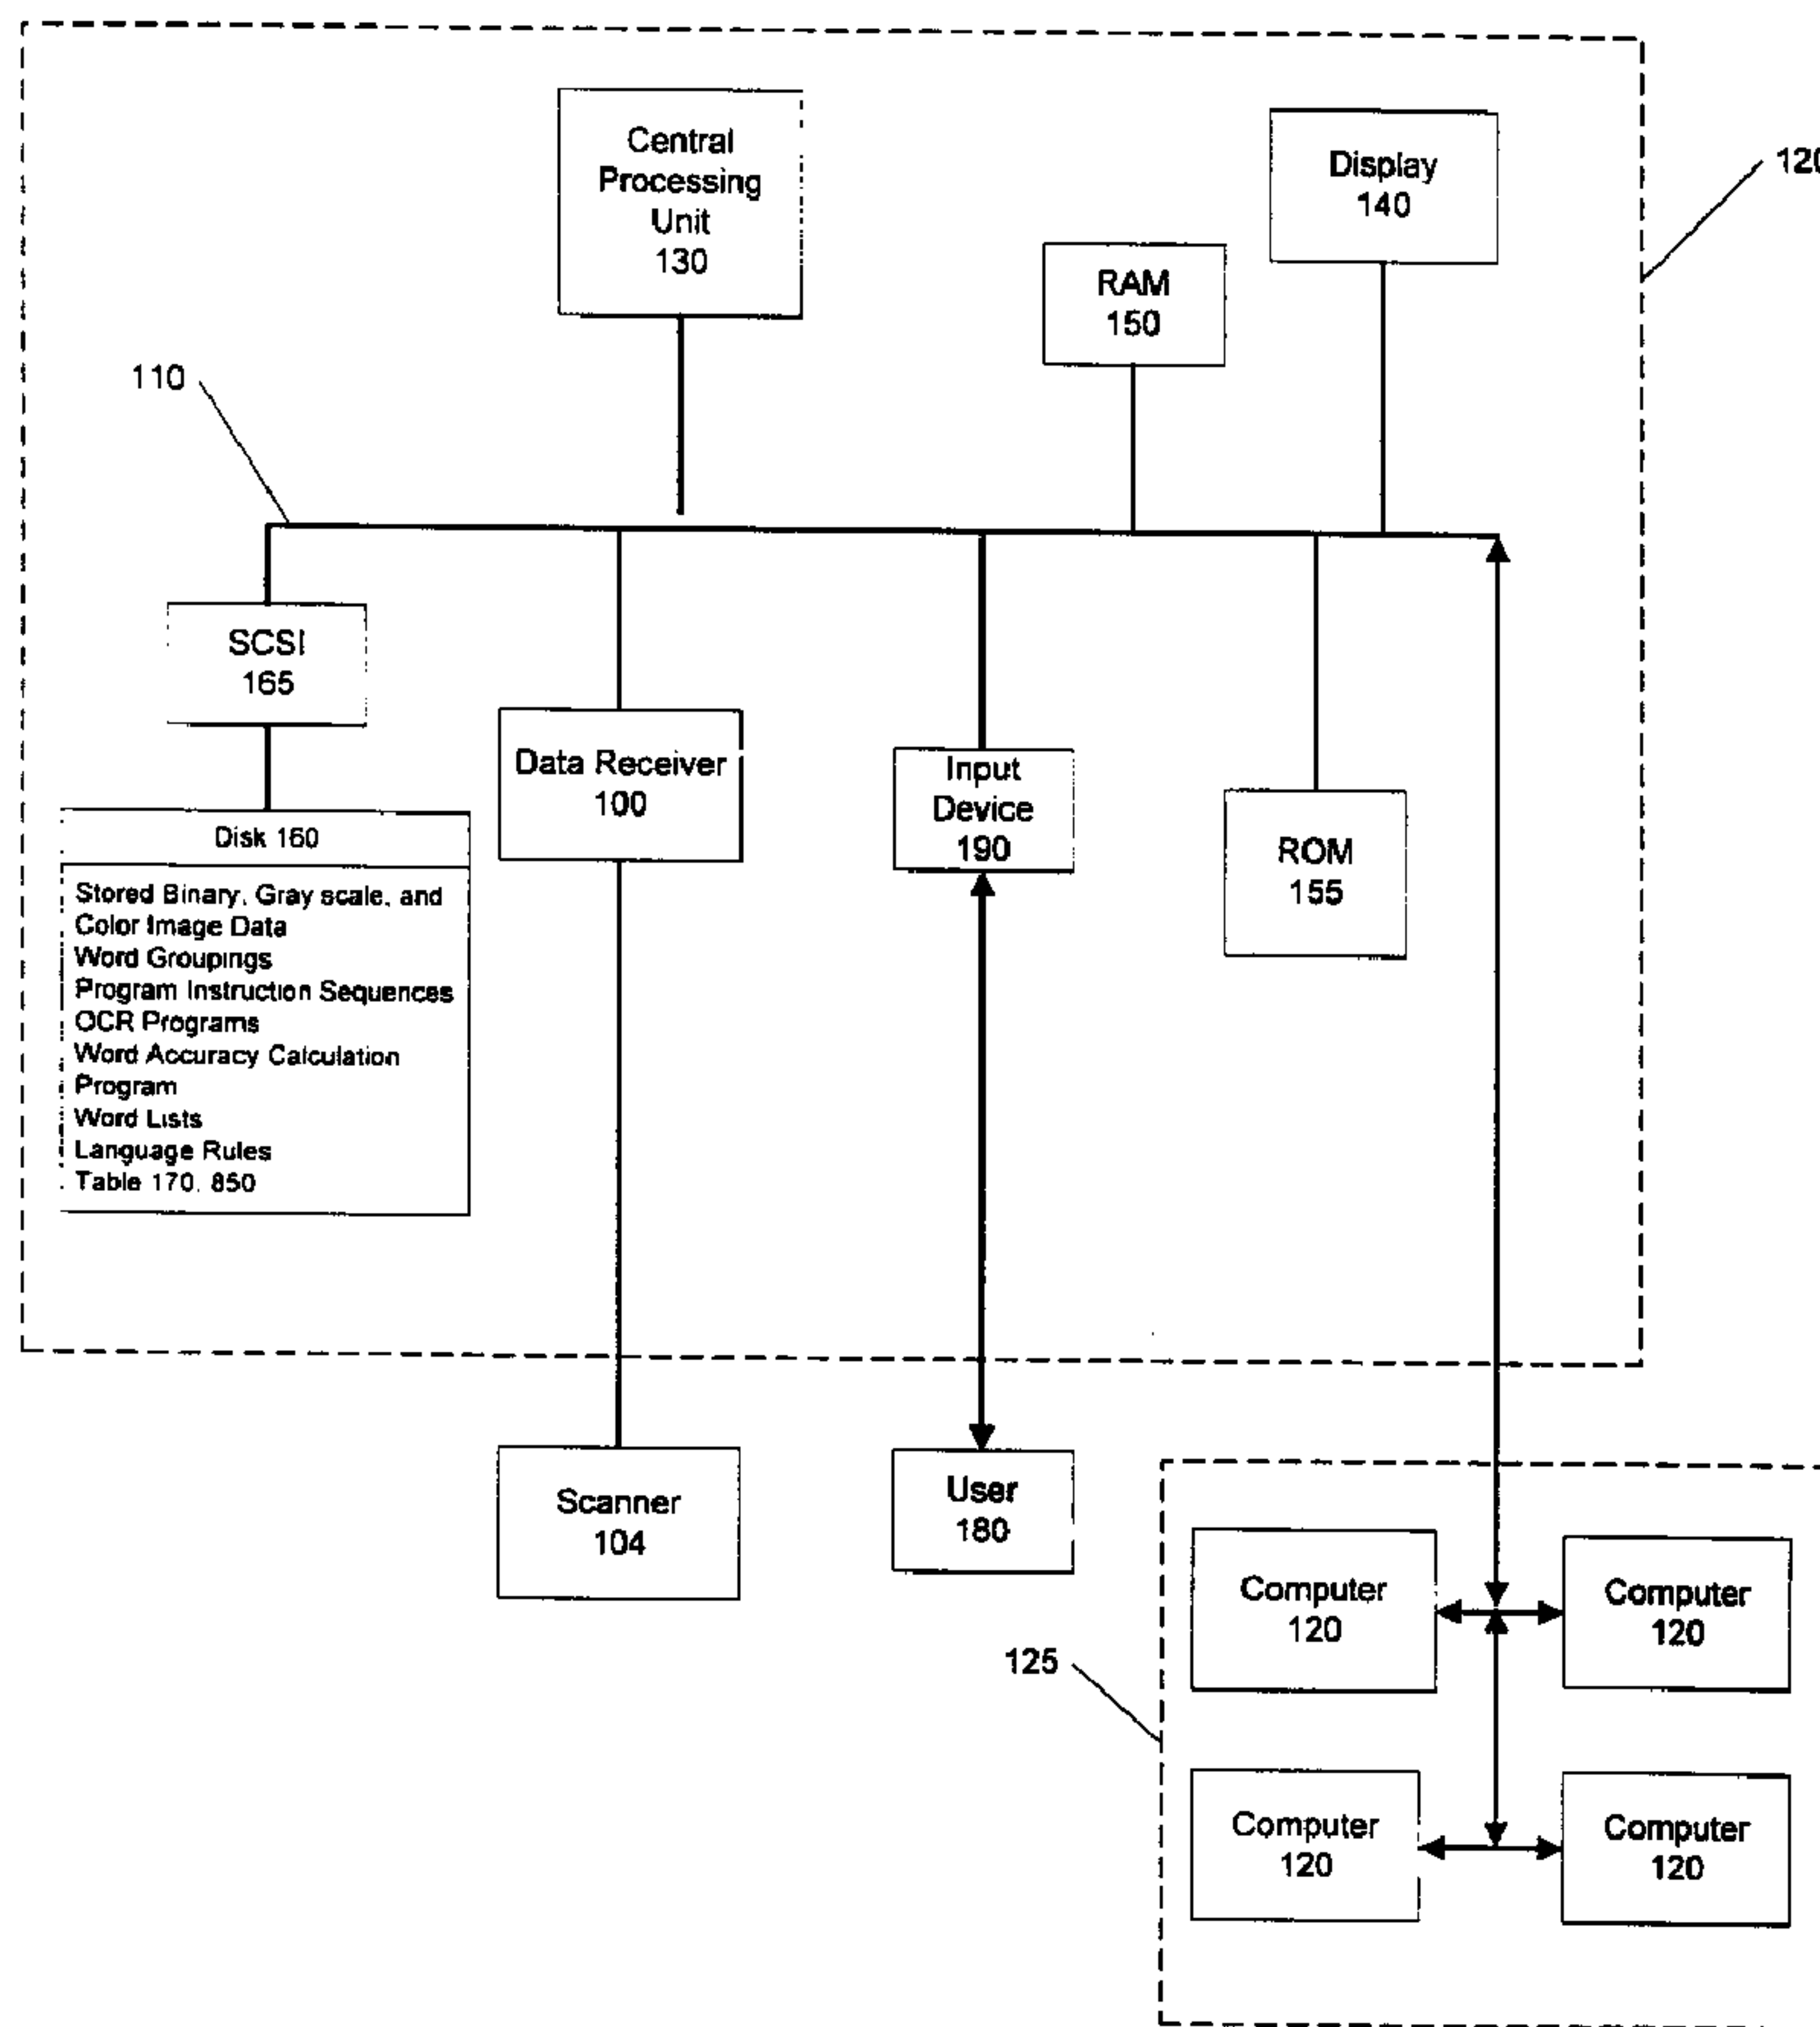 Central
Processing
Unit
130
Display
140
120
RAM
150
110
SCSI
165
Data Receiver
100
Input
Device
190
ROM
155
Disk 160
Stored Binary, Gray scale, and
Color Image Data
Word Groupings
Program Instruction Sequences
OCR Programs
Word Accuracy Calculation
Program
Word Lists
Language Rules
Table 170, 850
Scanner
104
User
180
Computer
120
Computer
120
125
Computer
120
Computer
120